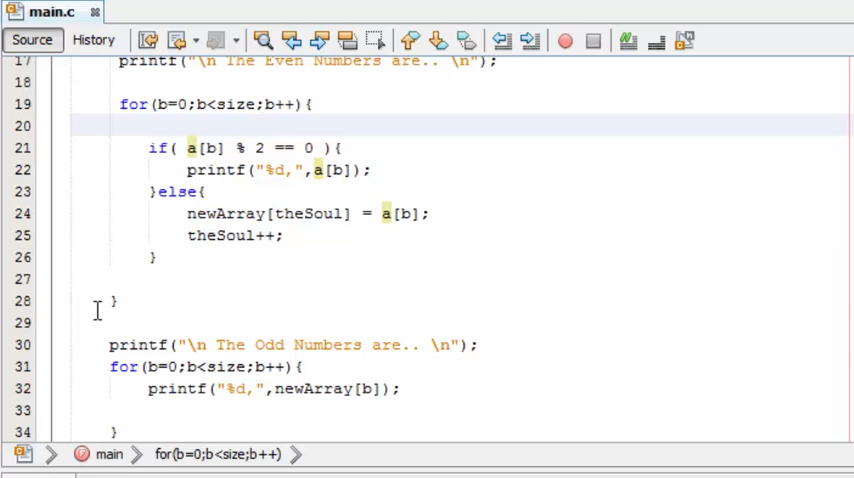 main.c
Source History
17 printf("\n The Even Numbers are.. \n");
18
19 for(b=0;b<size;b++){
20
21 if( a[b] % 2 == 0 ){
22 printf("%d,",a[b]);
23 }else{
24 newArray[theSoul] = a[b];
25 theSoul++;
26 }
27
28 }
29
30 printf("\n The Odd Numbers are.. \n");
31 for(b=0;b<size;b++){
32 printf("%d,",newArray[b]);
33
34 }
main for(b=0;b<size;b++)